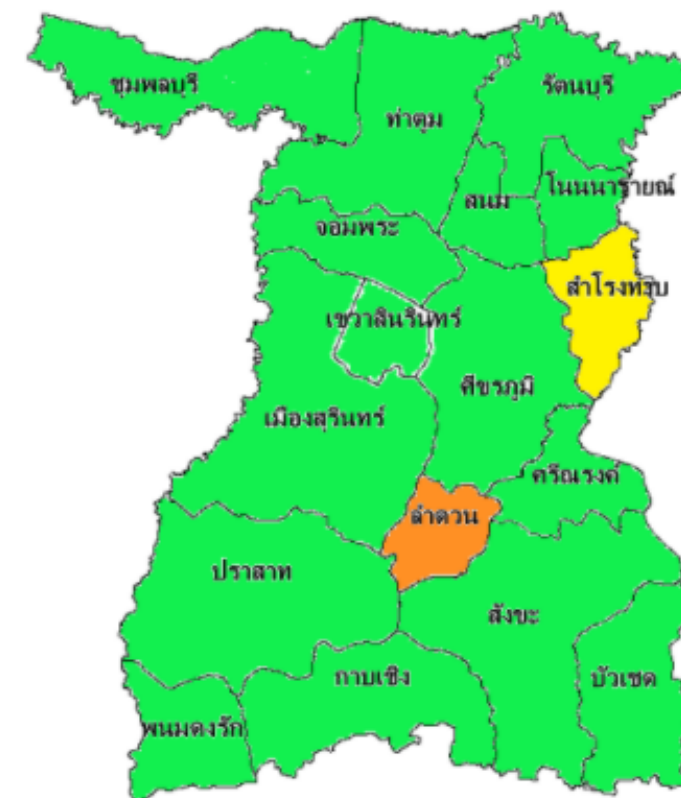 ชุมพลบุรี
รัตนบุรี
ท่าตูม
สนม
โนนนารายณ์
จอมพระ
สำโรงทาบ
เขวาสินรินทร์
ศีขรภูมิ
เมืองสุรินทร์
ศรีณรงค์
ลำดวน
ปราสาท
สังขะ
กาบเชิง
บัวเชด
พนมดงรัก